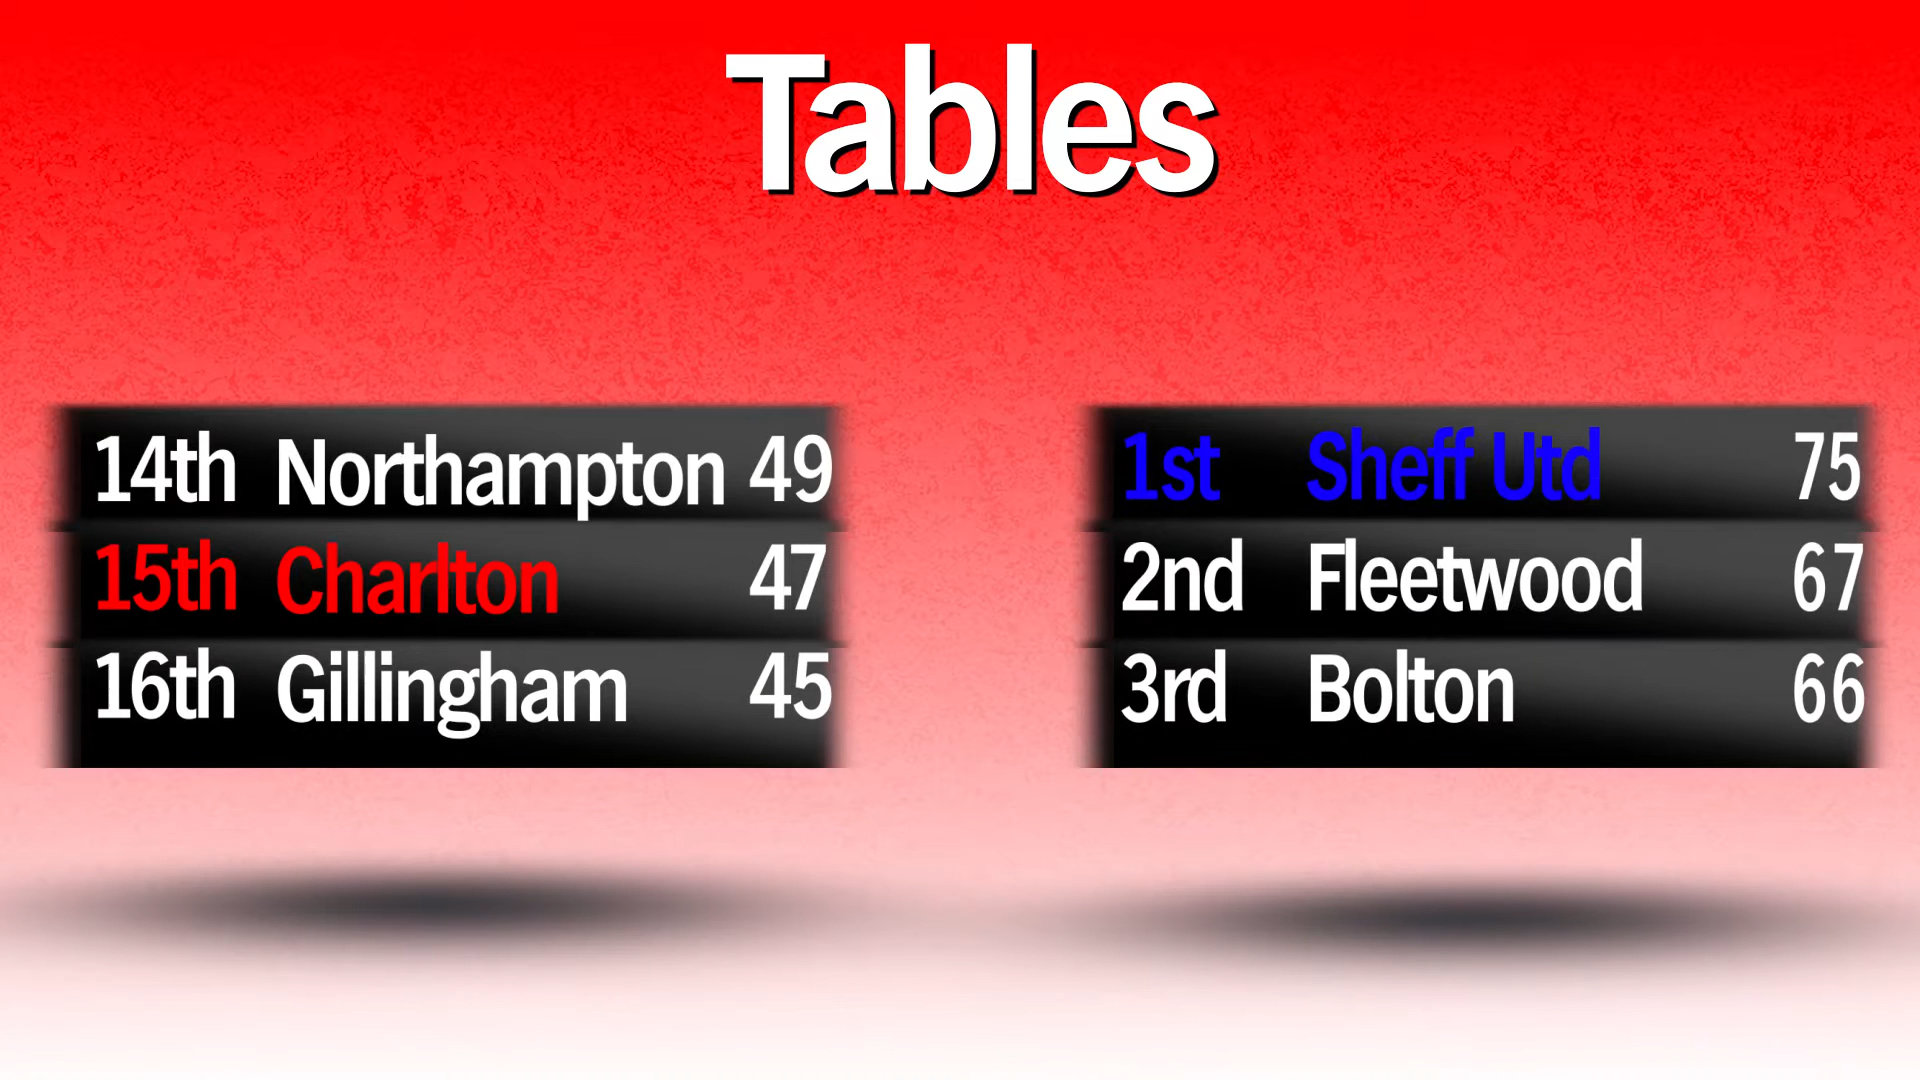 Tables
14th Northampton 49
15th Charlton 47
16th Gillingham 45
1st Sheff Utd 75
2nd Fleetwood 67
3rd Bolton 66